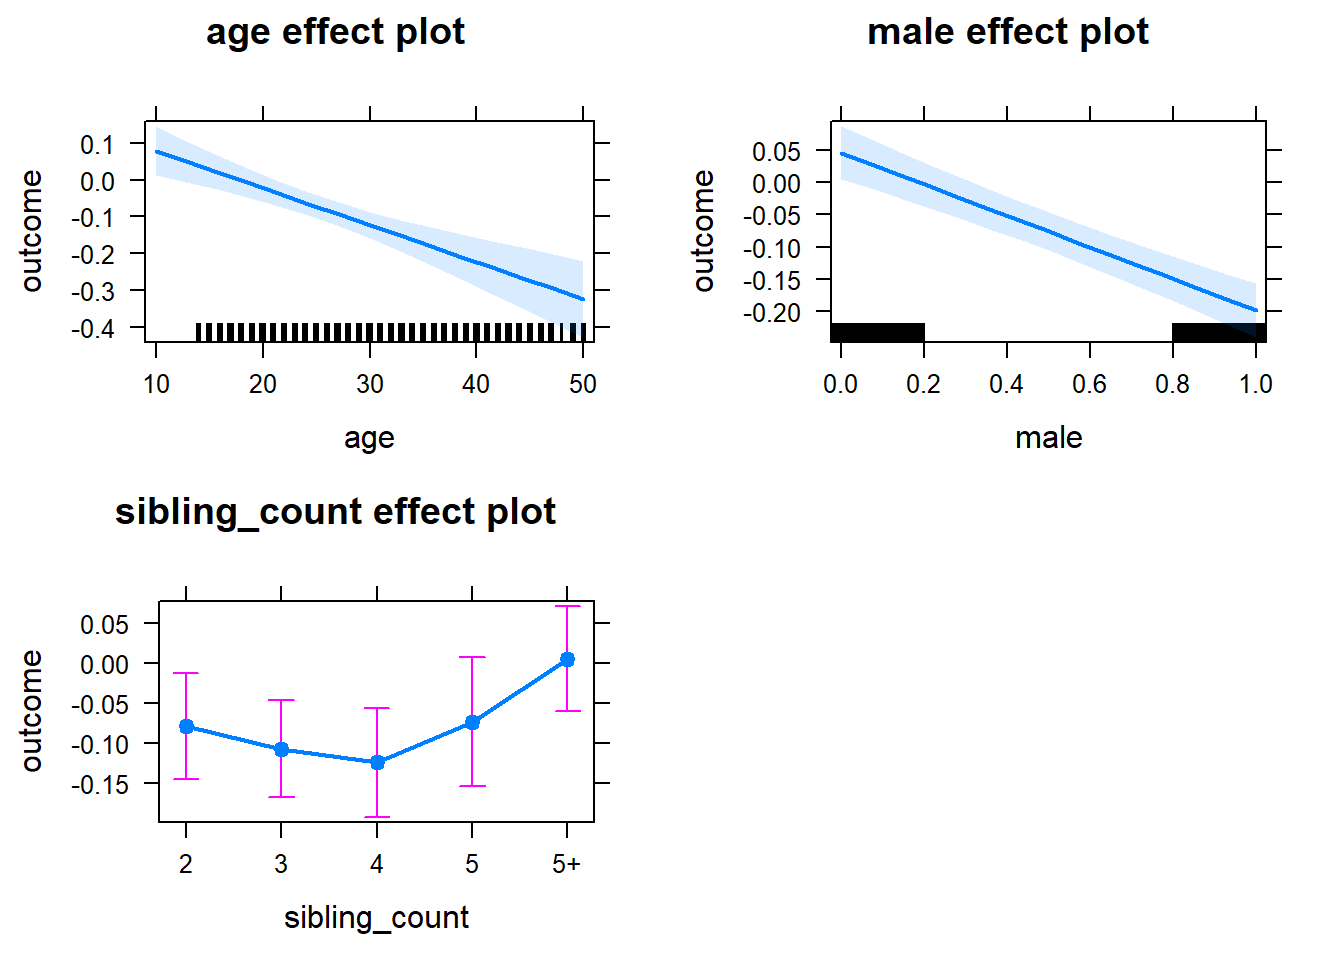 age effect plot
outcome
0.1
0.0
-0.1
-0.2
-0.3
-0.4
10 20 30 40 50
age
male effect plot
outcome
0.05
0.00
-0.05
-0.10
-0.15
-0.20
0.0 0.2 0.4 0.6 0.8 1.0
male
sibling_count effect plot
outcome
0.05
0.00
-0.05
-0.10
-0.15
2 3 4 5 5+
sibling_count